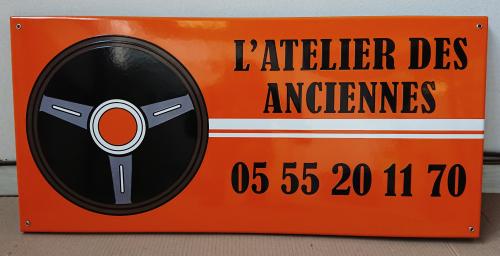 L'ATELIER DES
ANCIENNES
05 55 20 11 70